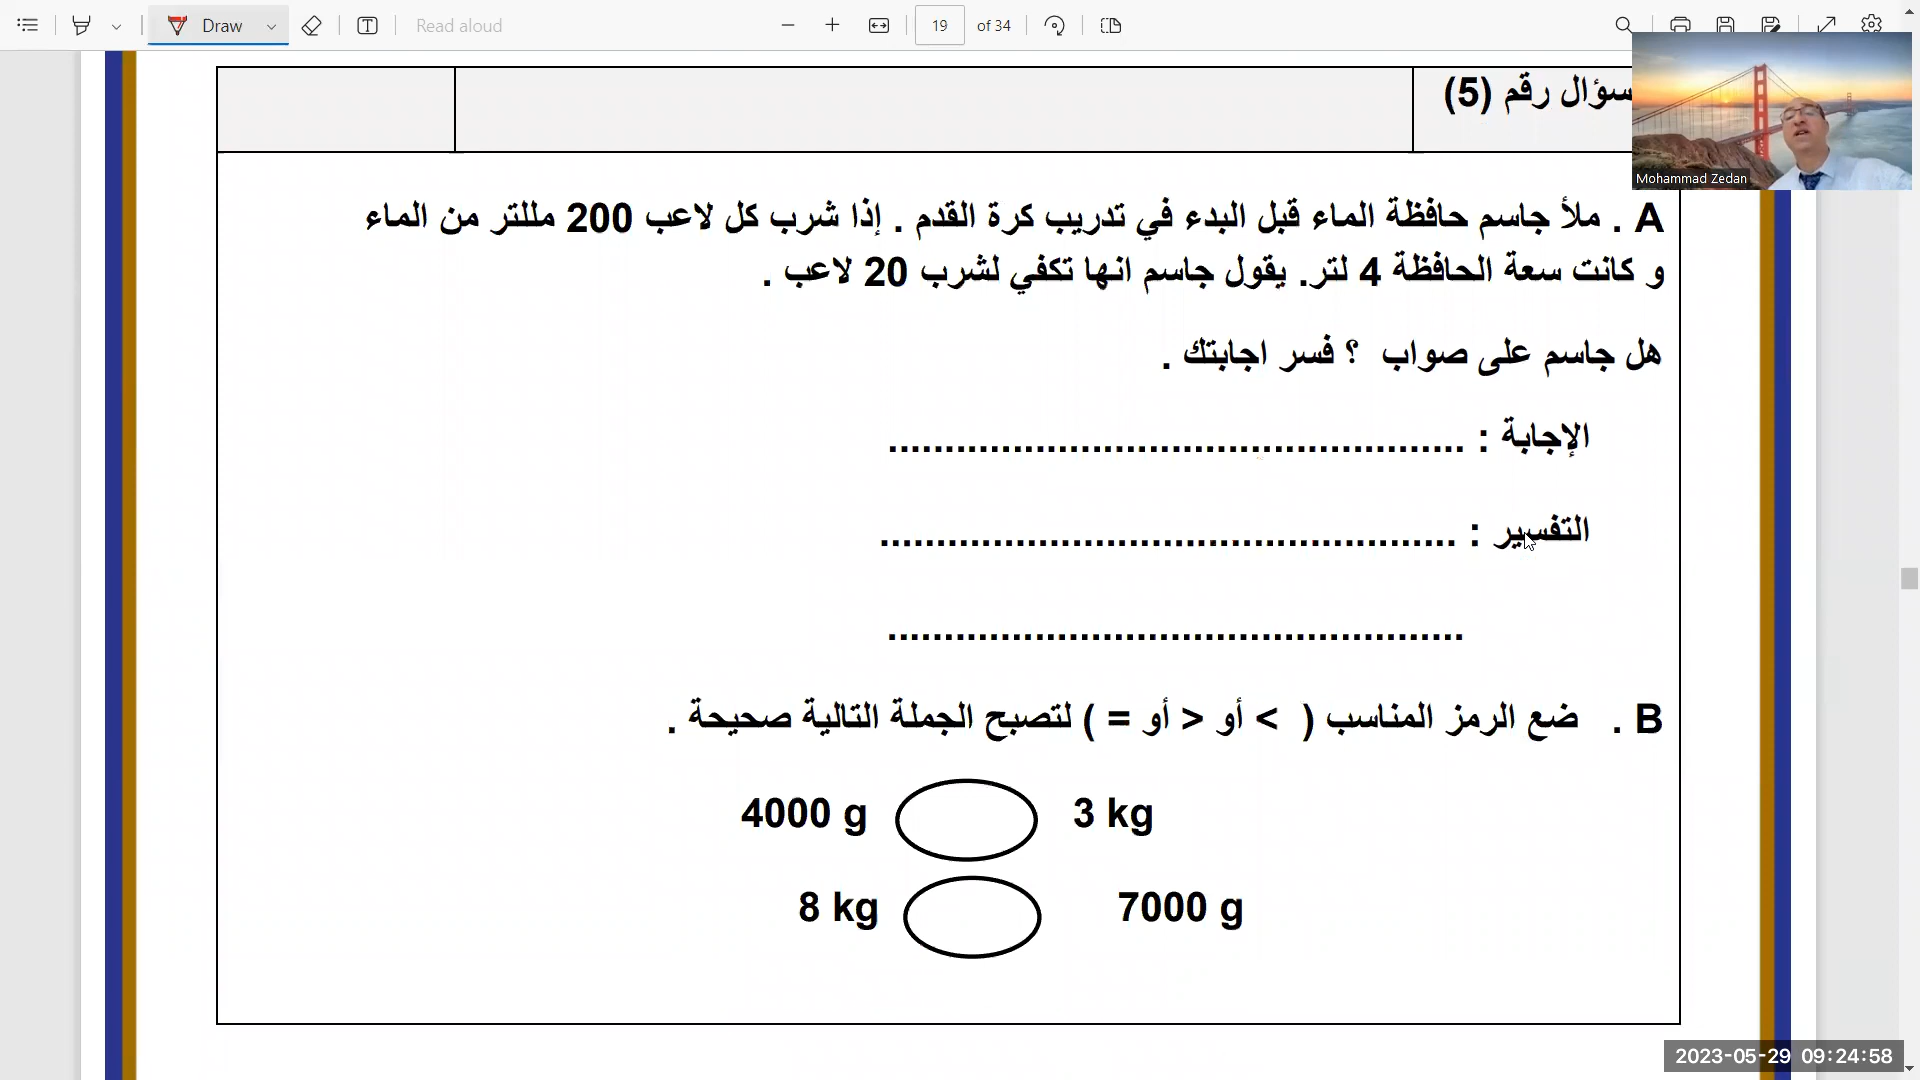 Draw
Read aloud
19
of 34
سؤال رقم (5)
Mohammad Zedan
A . ملأ جاسم حافظة الماء قبل البدء في تدريب كرة القدم . إذا شرب كل لاعب 200 مللتر من الماء
و كانت سعة الحافظة 4 لتر. يقول جاسم انها تكفي لشرب 20 لاعب .
هل جاسم على صواب ؟ فسر اجابتك .
الإجابة : ...................................................
التفسير : ...................................................
...................................................
B . ضع الرمز المناسب ( > أو < أو = ) لتصبح الجملة التالية صحيحة .
4000 g 3 kg
8 kg 7000 g
2023-05-29 09:24:58